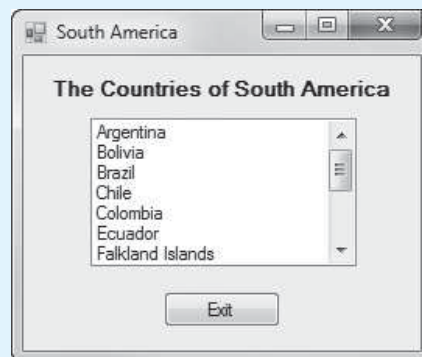 South America
The Countries of South America
Argentina
Bolivia
Brazil
Chile
Colombia
Ecuador
Falkland Islands
Exit